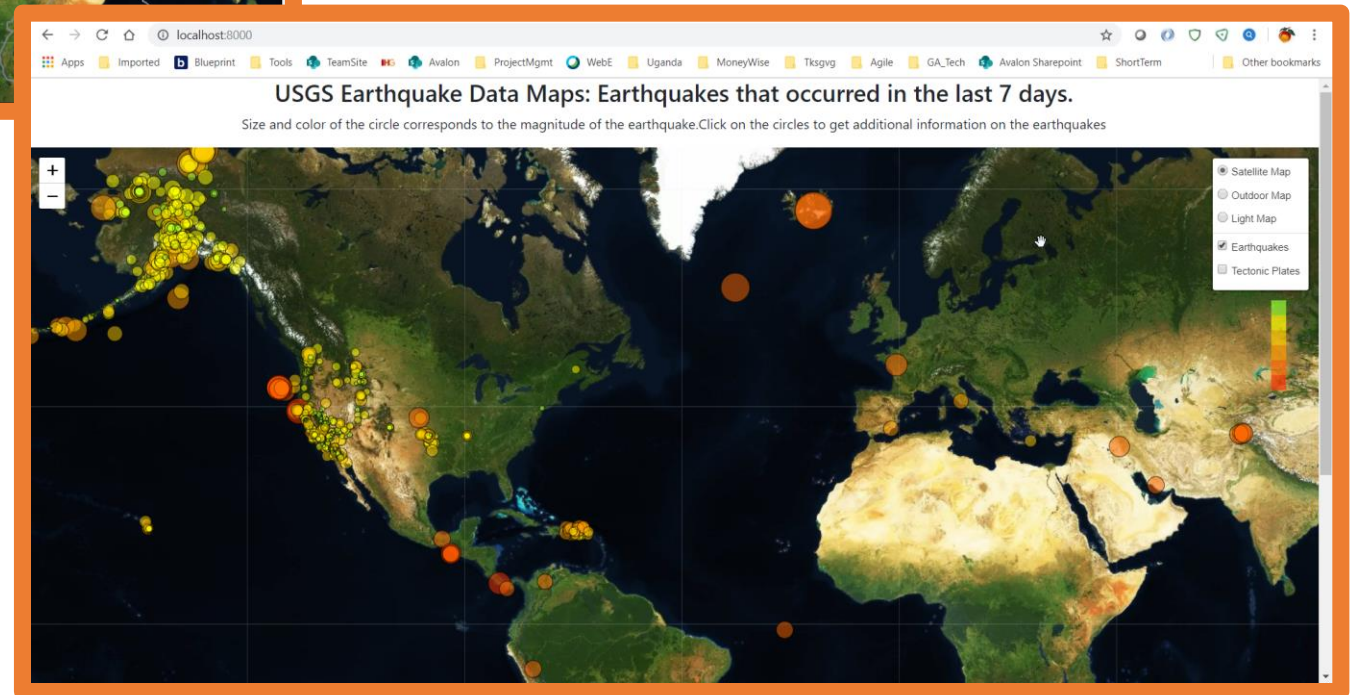 localhost:8000
Apps Imported b Blueprint Tools TeamSite Avalon ProjectMgmt WebE Uganda MoneyWise Tksgvg Agile GA_Tech Avalon Sharepoint ShortTerm Other bookmarks
USGS Earthquake Data Maps: Earthquakes that occurred in the last 7 days.
Size and color of the circle corresponds to the magnitude of the earthquake.Click on the circles to get additional information on the earthquakes
+
−
Satellite Map
Outdoor Map
Light Map
Earthquakes
Tectonic Plates